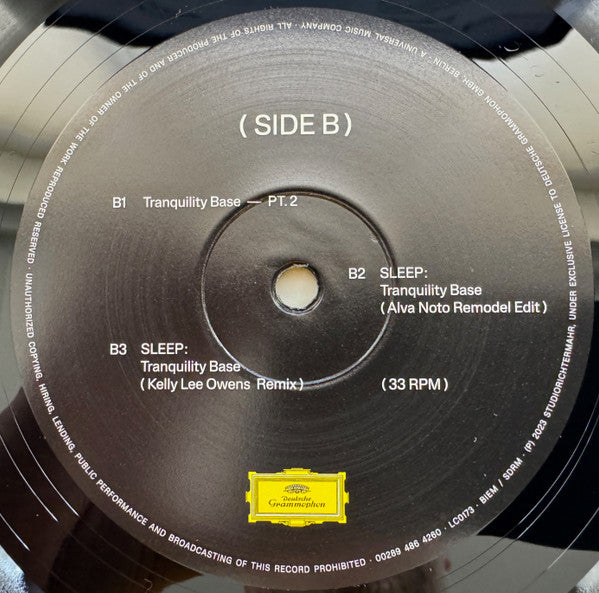 ( SIDE B )
B1 Tranquility Base — PT. 2
B2 SLEEP:
Tranquility Base
( Alva Noto Remodel Edit )
B3 SLEEP:
Tranquility Base
( Kelly Lee Owens Remix )
( 33 RPM )
Deutsche
Grammophon
(P) 2023 STUDIORICHTERMAHR, UNDER EXCLUSIVE LICENSE TO DEUTSCHE GRAMMOPHON GMBH, BERLIN · A UNIVERSAL MUSIC COMPANY · ALL RIGHTS OF THE PRODUCER AND OF THE OWNER OF THE WORK REPRODUCED RESERVED · UNAUTHORIZED COPYING, HIRING, LENDING, PUBLIC PERFORMANCE AND BROADCASTING OF THIS RECORD PROHIBITED · 00289 486 4260 · LC0173 · BIEM / SDRM ·